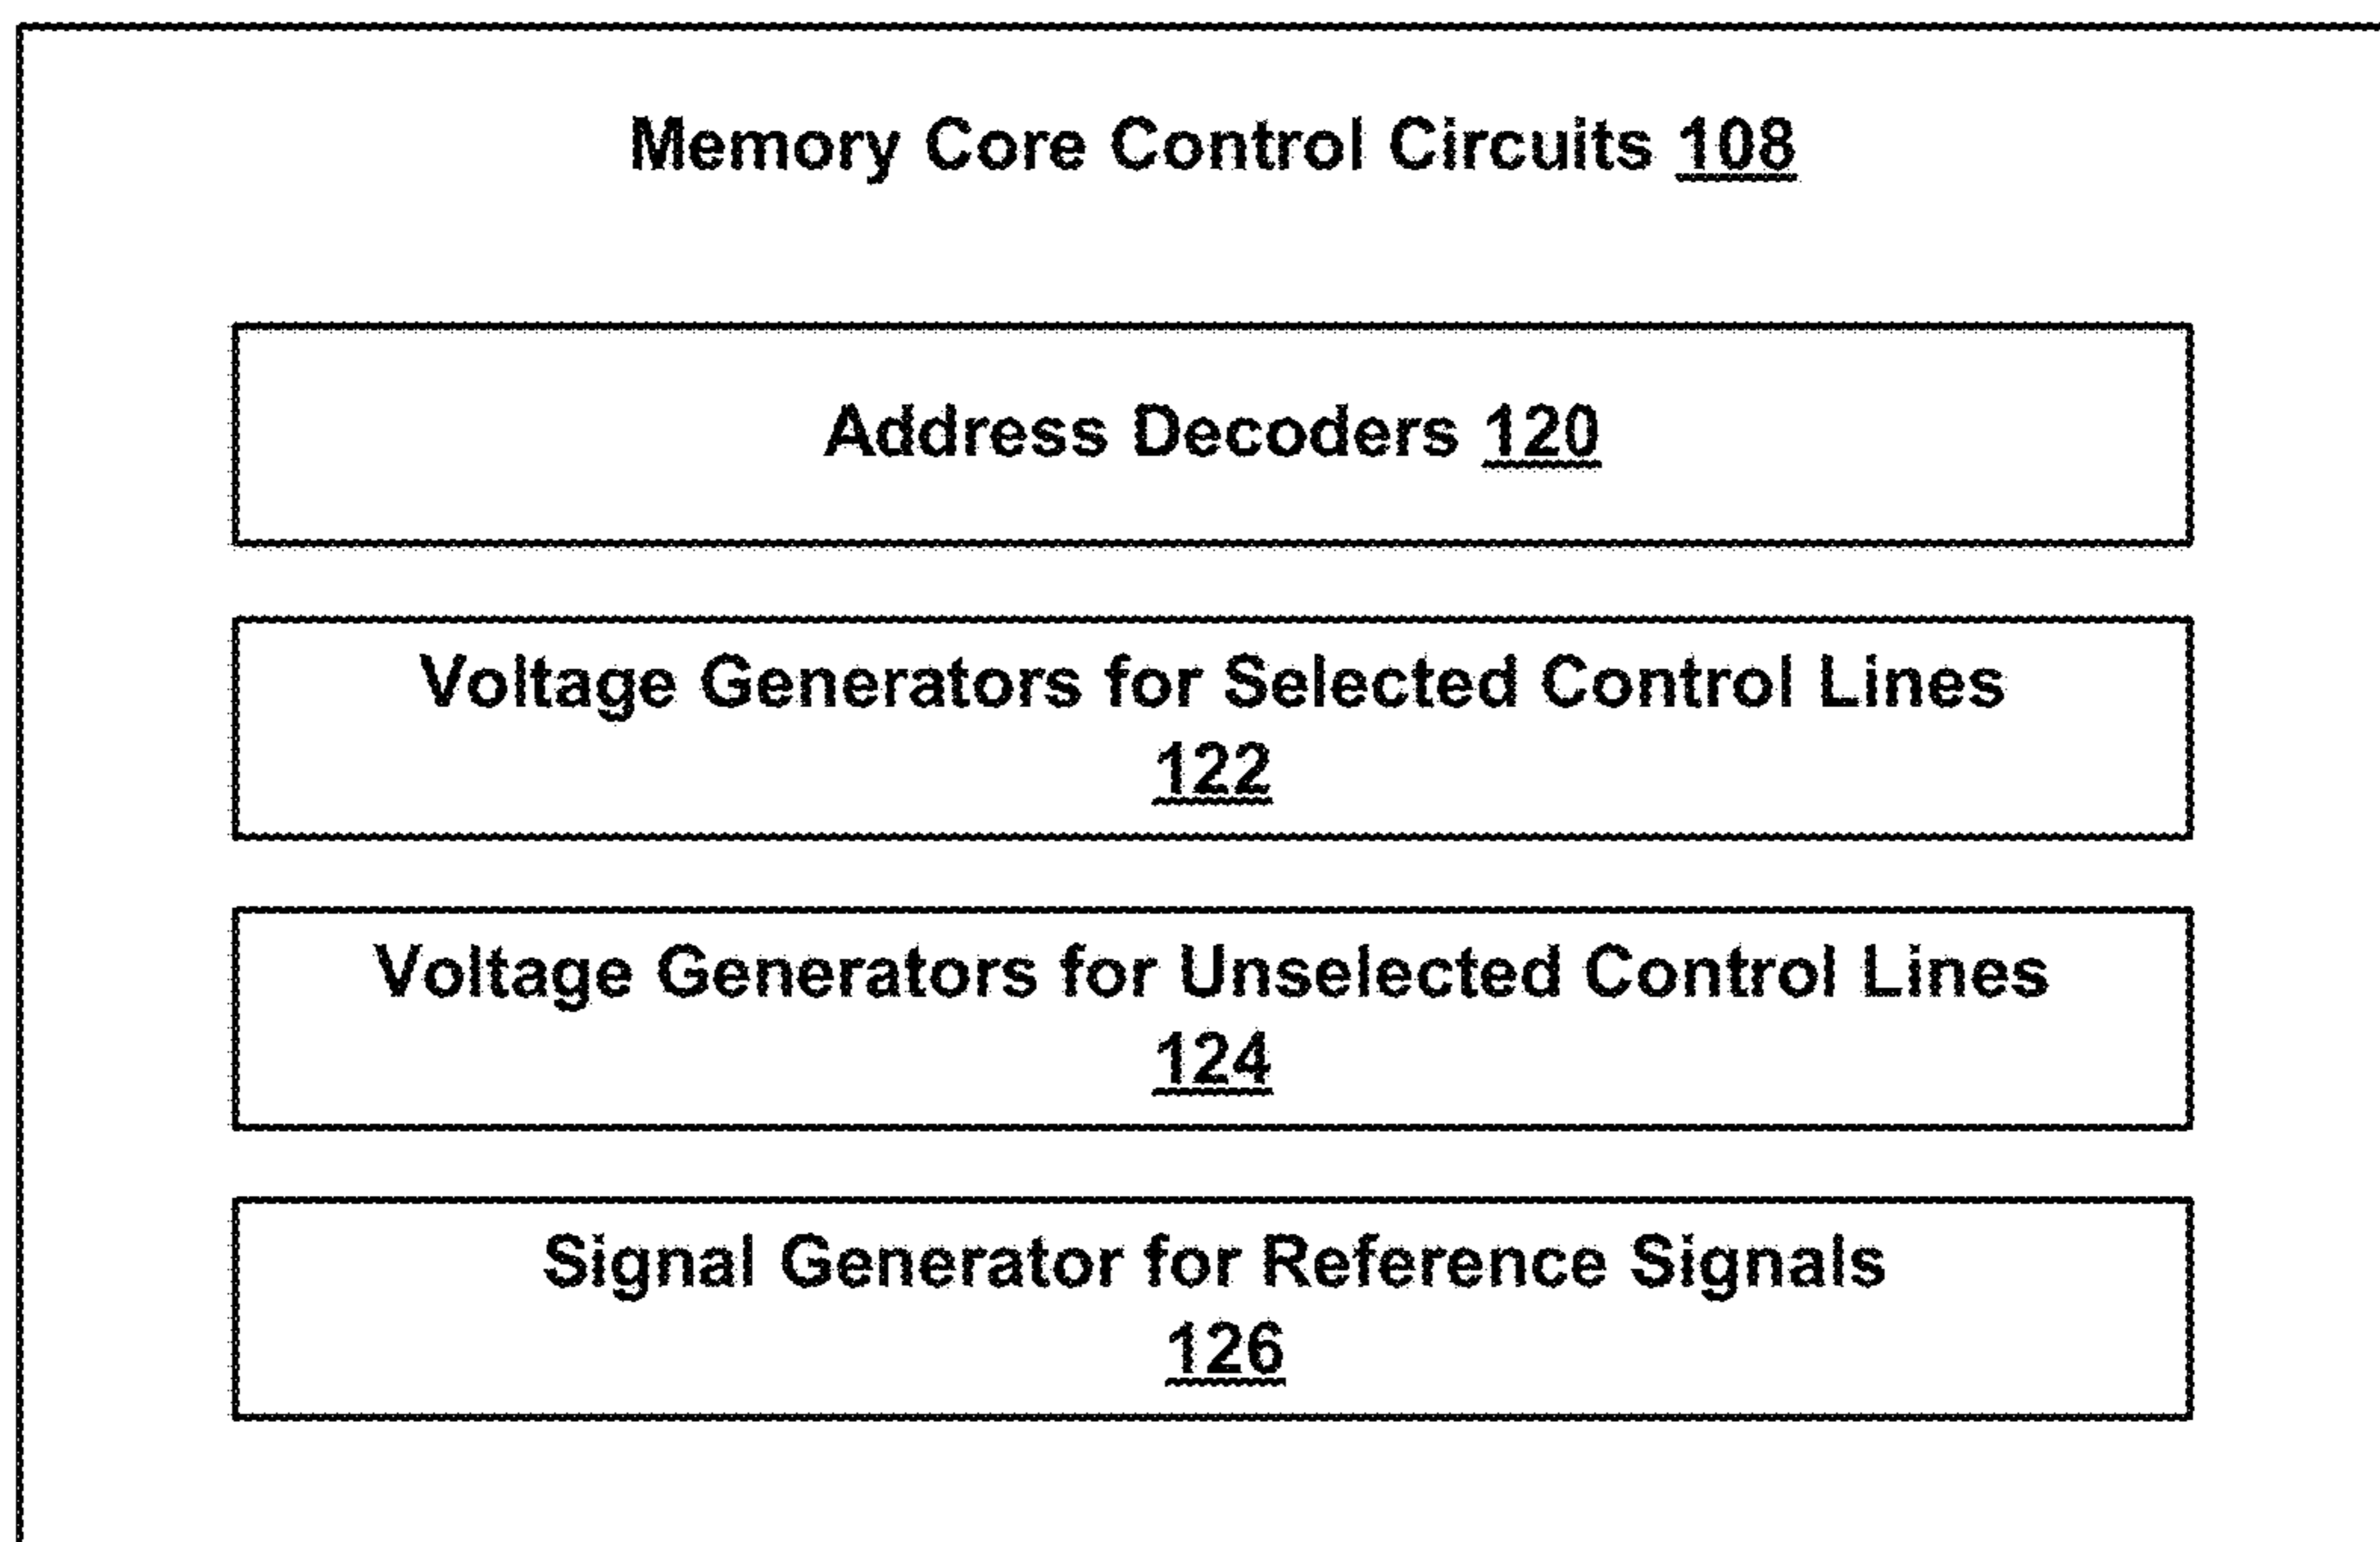 Memory Core Control Circuits 108
Address Decoders 120
Voltage Generators for Selected Control Lines
122
Voltage Generators for Unselected Control Lines
124
Signal Generator for Reference Signals
126